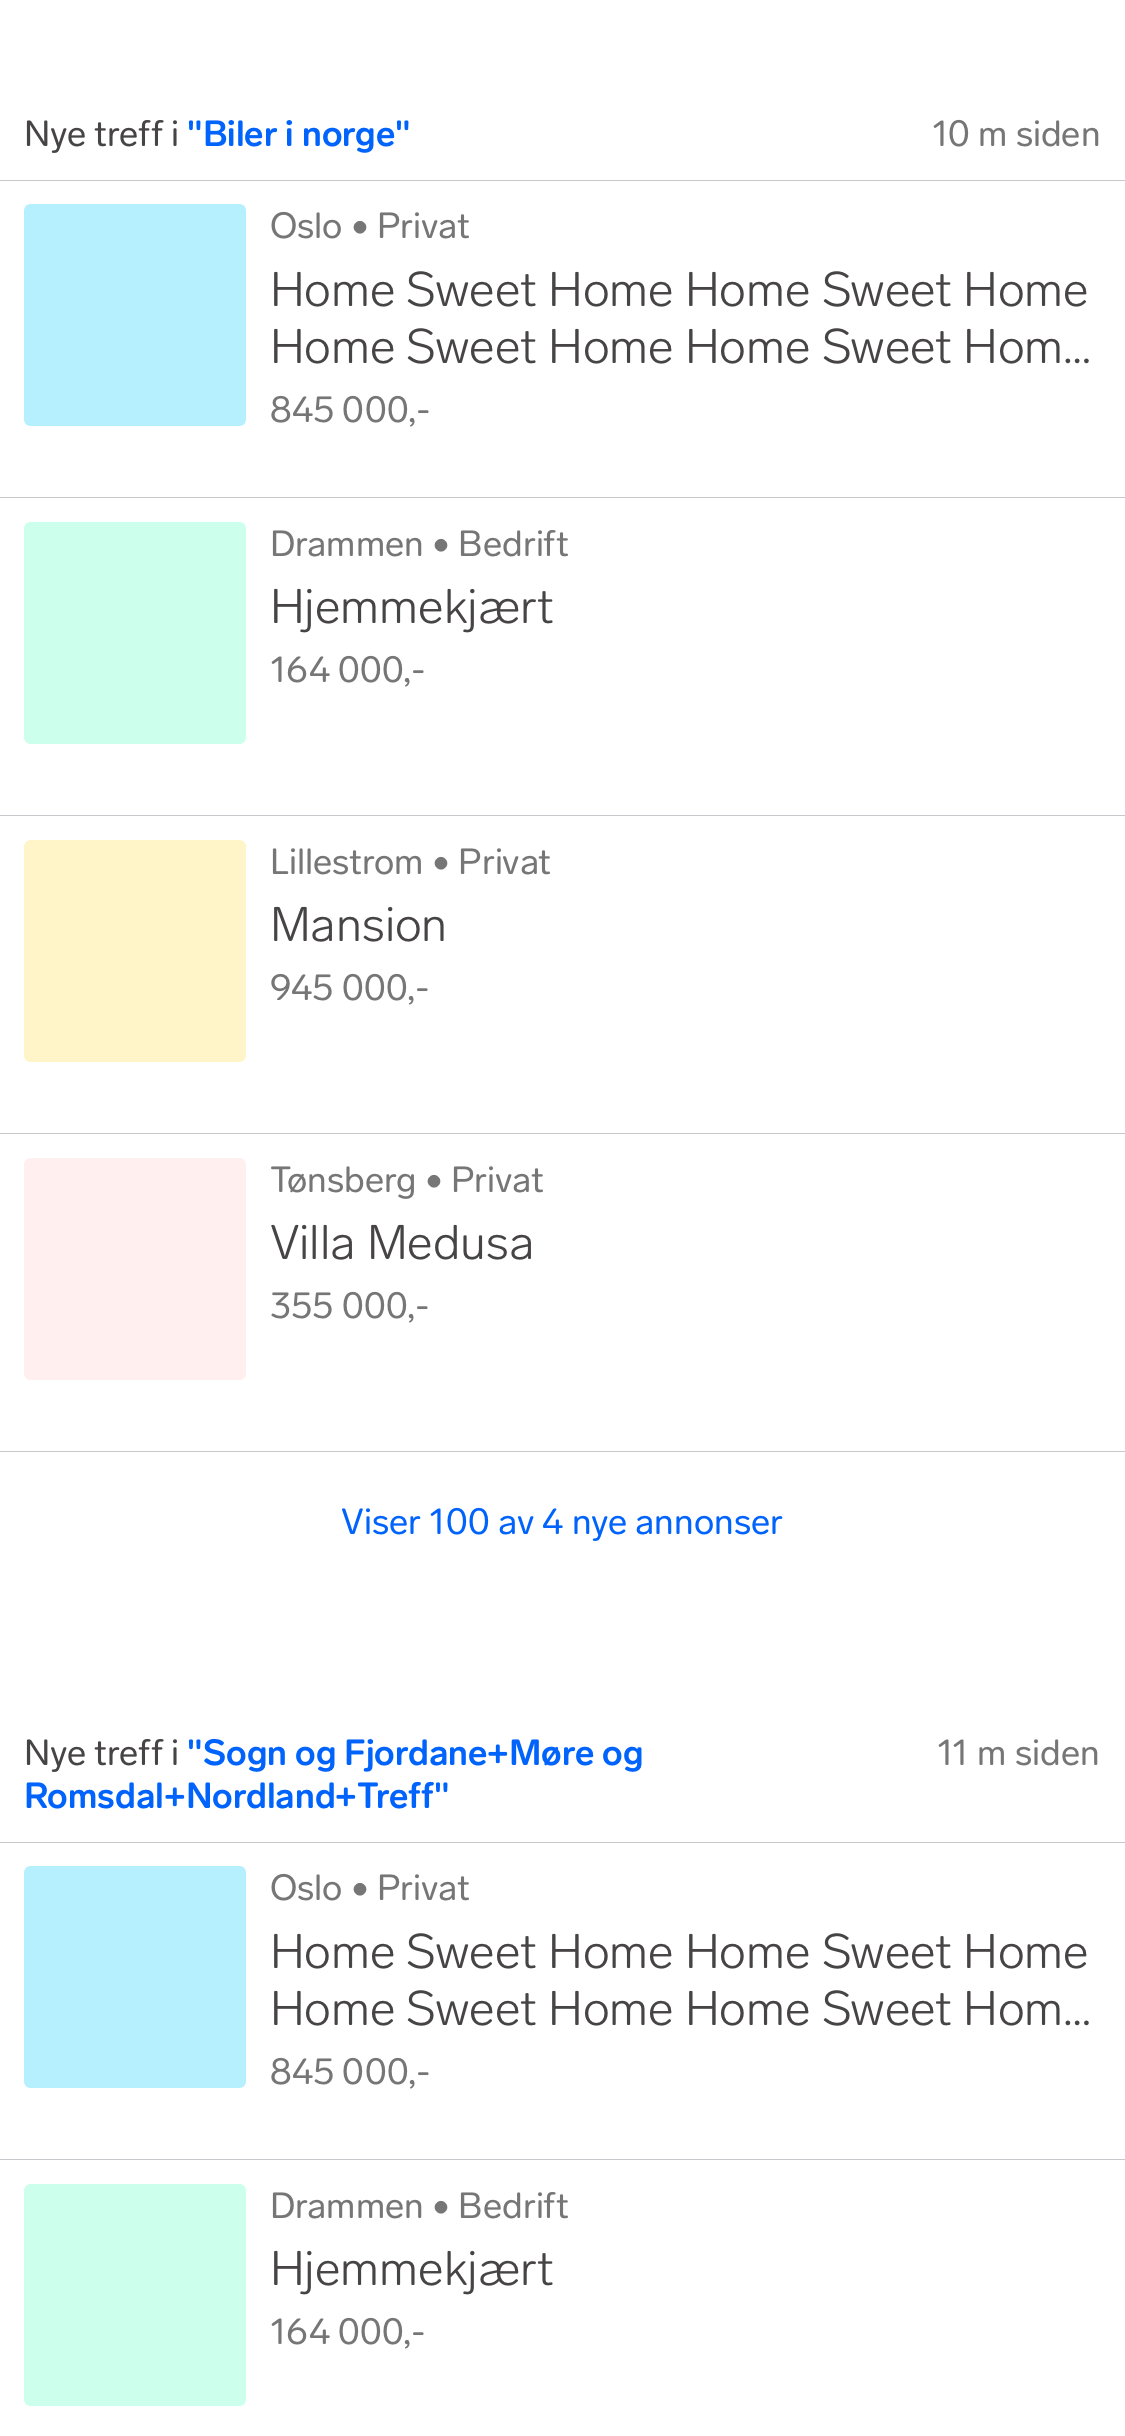 Nye treff i "Biler i norge"
10 m siden
Oslo • Privat
Home Sweet Home Home Sweet Home
Home Sweet Home Home Sweet Hom...
845 000,-
Drammen • Bedrift
Hjemmekjært
164 000,-
Lillestrom • Privat
Mansion
945 000,-
Tønsberg • Privat
Villa Medusa
355 000,-
Viser 100 av 4 nye annonser
Nye treff i "Sogn og Fjordane+Møre og
Romsdal+Nordland+Treff"
11 m siden
Oslo • Privat
Home Sweet Home Home Sweet Home
Home Sweet Home Home Sweet Hom...
845 000,-
Drammen • Bedrift
Hjemmekjært
164 000,-